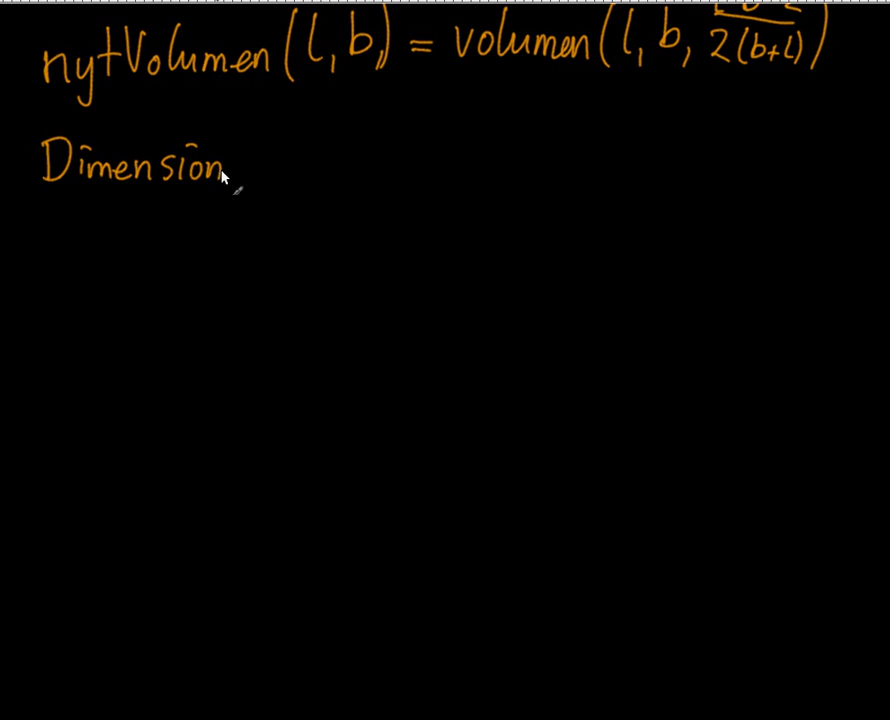 nytVolumen(l, b,) = volumen(l, b, 2(b+l))
Dimension